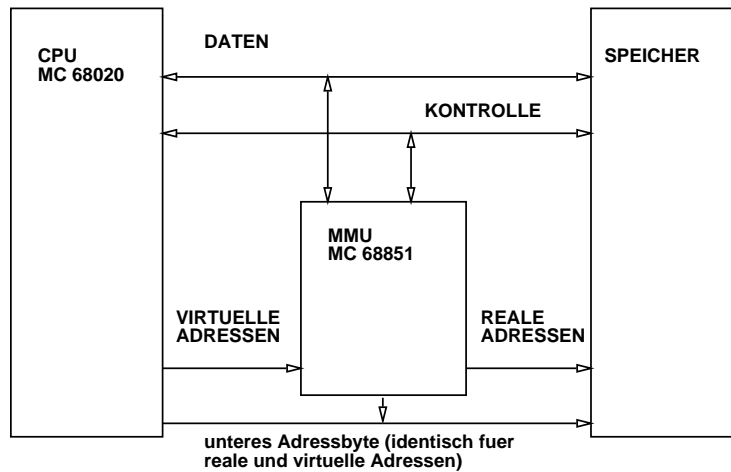 CPU
MC 68020
DATEN
SPEICHER
KONTROLLE
MMU
MC 68851
VIRTUELLE
ADRESSEN
REALE
ADRESSEN
unteres Adressbyte (identisch fuer
reale und virtuelle Adressen)